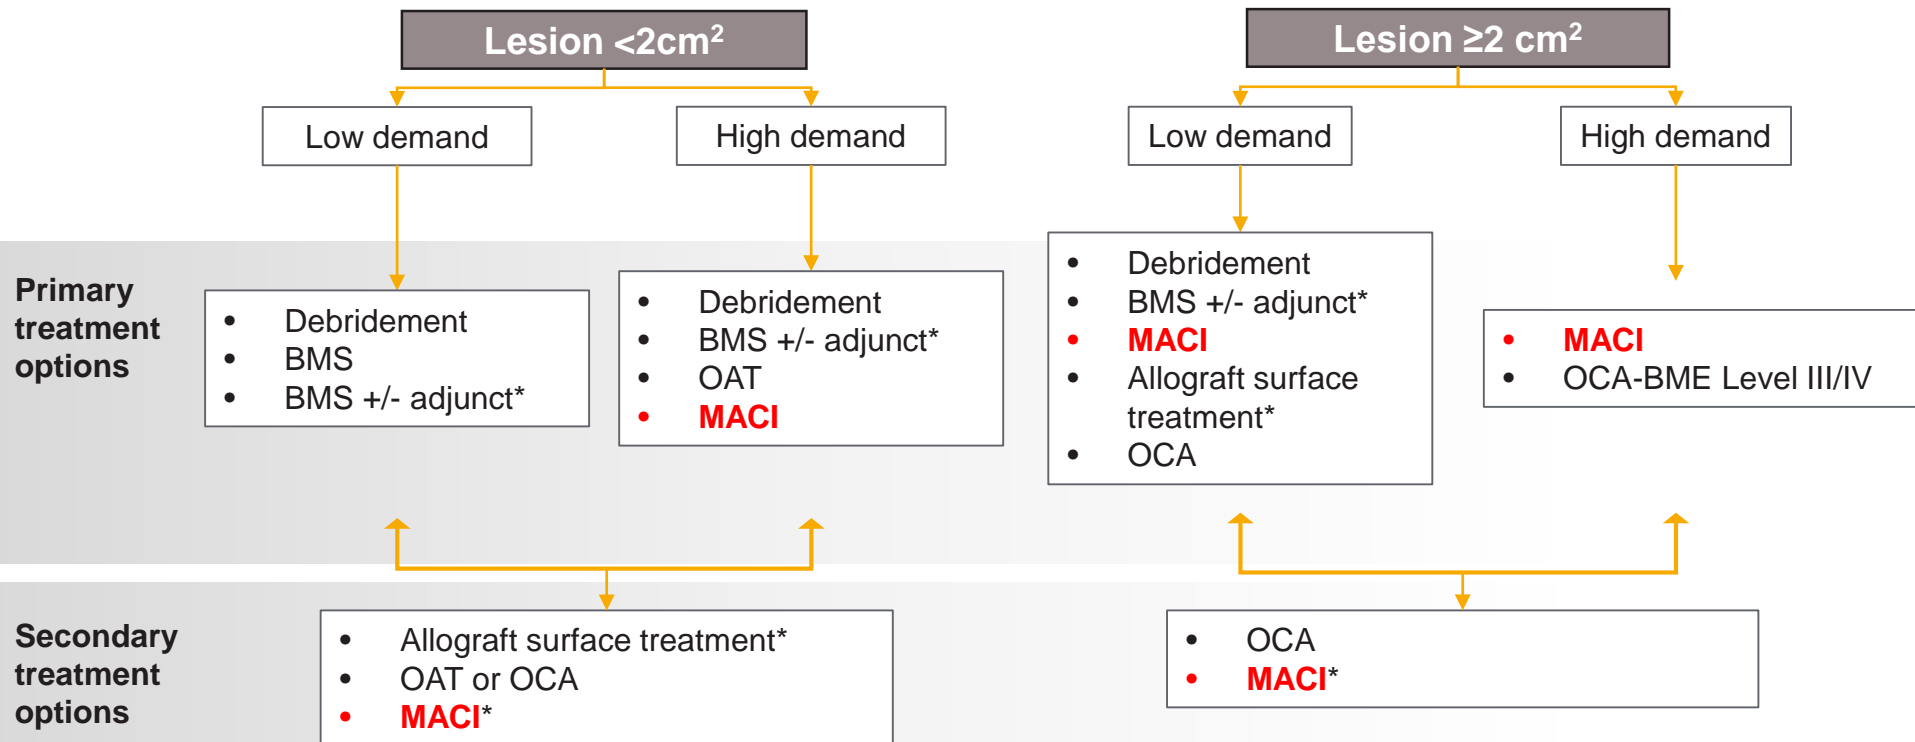 Lesion <2cm²
Lesion ≥2 cm²
Low demand
High demand
Low demand
High demand
Primary
treatment
options
• Debridement
• BMS
• BMS +/- adjunct*
• Debridement
• BMS +/- adjunct*
• OAT
• MACI
• Debridement
• BMS +/- adjunct*
• MACI
• Allograft surface
treatment*
• OCA
• MACI
• OCA-BME Level III/IV
Secondary
treatment
options
• Allograft surface treatment*
• OAT or OCA
• MACI*
• OCA
• MACI*